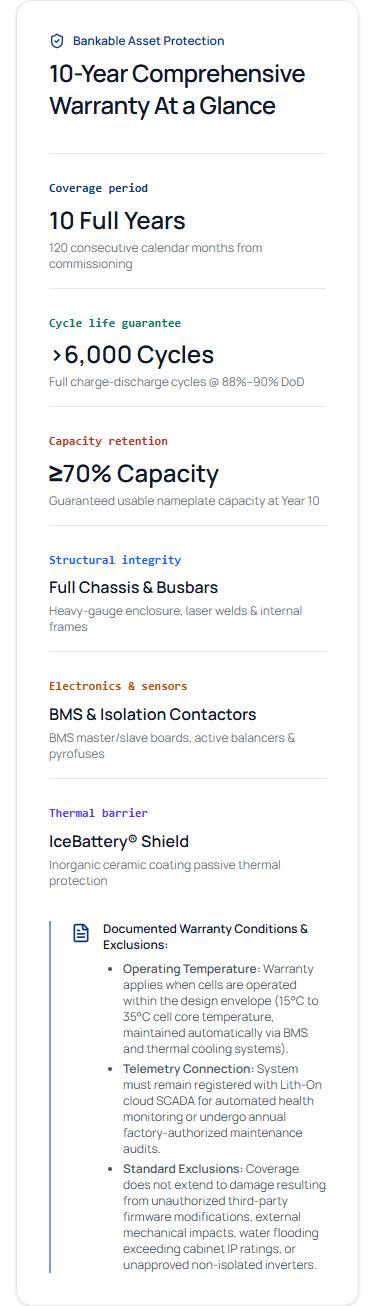 Bankable Asset Protection
10-Year Comprehensive
Warranty At a Glance
Coverage period
10 Full Years
120 consecutive calendar months from
commissioning
Cycle life guarantee
>6,000 Cycles
Full charge-discharge cycles @ 88%–90% DoD
Capacity retention
≥70% Capacity
Guaranteed usable nameplate capacity at Year 10
Structural integrity
Full Chassis & Busbars
Heavy-gauge enclosure, laser welds & internal
frames
Electronics & sensors
BMS & Isolation Contactors
BMS master/slave boards, active balancers &
pyrofuses
Thermal barrier
IceBattery® Shield
Inorganic ceramic coating passive thermal
protection
Documented Warranty Conditions &
Exclusions:
• Operating Temperature: Warranty
applies when cells are operated
within the design envelope (15°C to
35°C cell core temperature,
maintained automatically via BMS
and thermal cooling systems).
• Telemetry Connection: System
must remain registered with Lith-On
cloud SCADA for automated health
monitoring or undergo annual
factory-authorized maintenance
audits.
• Standard Exclusions: Coverage
does not extend to damage resulting
from unauthorized third-party
firmware modifications, external
mechanical impacts, water flooding
exceeding cabinet IP ratings, or
unapproved non-isolated inverters.